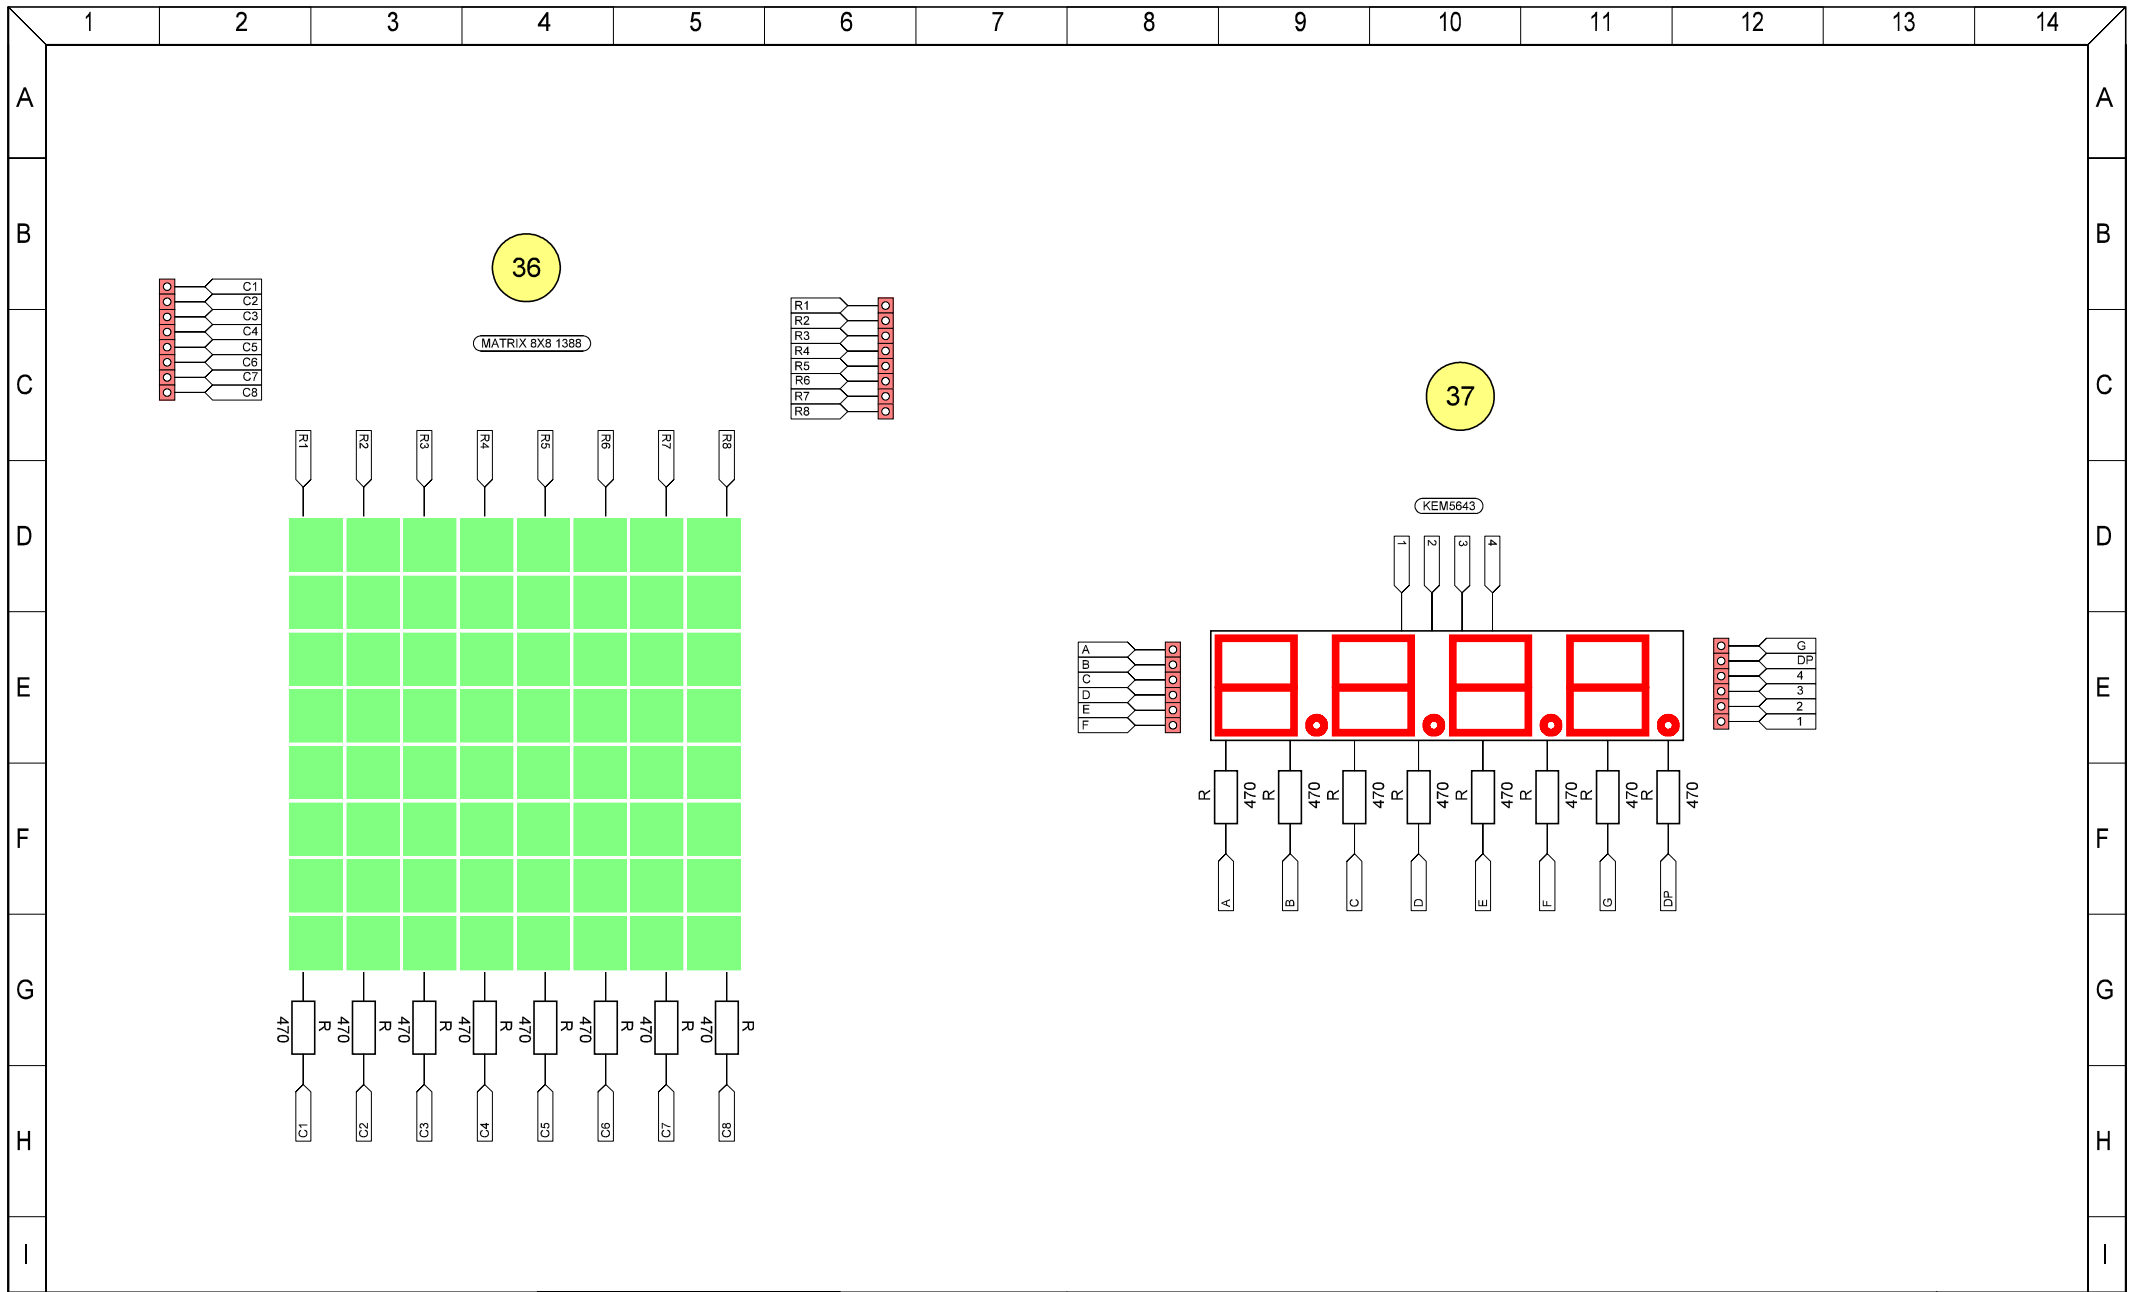 1 2 3 4 5 6 7 8 9 10 11 12 13 14
A A
B B
36
C1
C2
C3
C4
C5
C6
C7
C8
R1
R2
R3
R4
R5
R6
R7
R8
MATRIX 8X8 1388
C C
37
R1 R2 R3 R4 R5 R6 R7 R8
KEM5643
D D
1 2 3 4
A
B
C
D
E
F
G
DP
4
3
2
1
E E
R 470 R 470 R 470 R 470 R 470 R 470 R 470 R 470
F F
A B C D E F G DP
G G
470 R 470 R 470 R 470 R 470 R 470 R 470 R 470 R
C1 C2 C3 C4 C5 C6 C7 C8
H H
I I